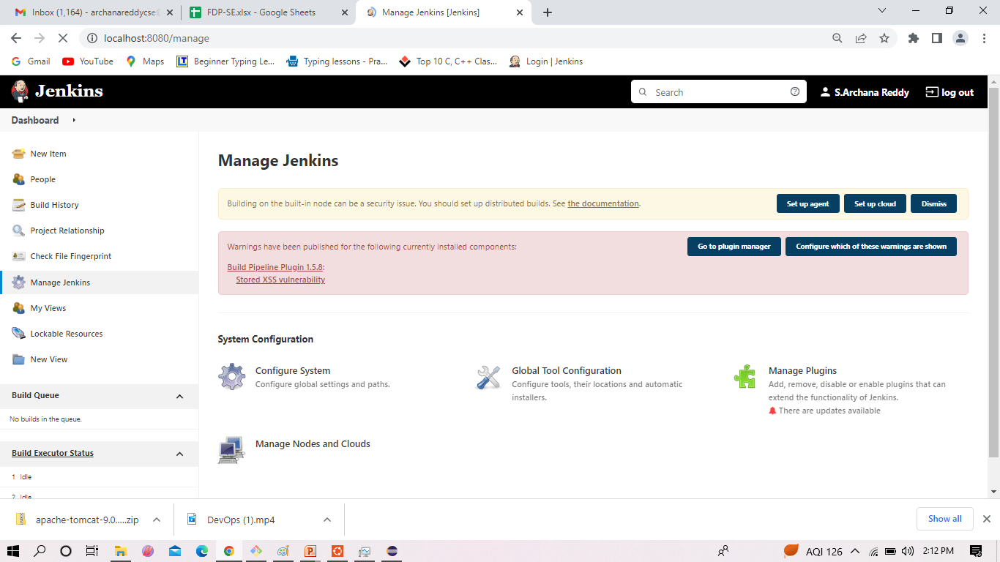 Inbox (1,164) - archanareddycse@
FDP-SE.xlsx - Google Sheets
Manage Jenkins [Jenkins]
localhost:8080/manage
Gmail
YouTube
Maps
Beginner Typing Le...
Typing lessons - Pra...
Top 10 C, C++ Clas...
Login | Jenkins
Jenkins
Search
S.Archana Reddy
log out
Dashboard
New Item
People
Build History
Project Relationship
Check File Fingerprint
Manage Jenkins
My Views
Lockable Resources
New View
Build Queue
No builds in the queue.
Build Executor Status
1 Idle
2 Idle
Manage Jenkins
Building on the built-in node can be a security issue. You should set up distributed builds. See the documentation.
Set up agent
Set up cloud
Dismiss
Warnings have been published for the following currently installed components:
Go to plugin manager
Configure which of these warnings are shown
Build Pipeline Plugin 1.5.8:
Stored XSS vulnerability
System Configuration
Configure System
Configure global settings and paths.
Global Tool Configuration
Configure tools, their locations and automatic
installers.
Manage Plugins
Add, remove, disable or enable plugins that can
extend the functionality of Jenkins.
There are updates available
Manage Nodes and Clouds
apache-tomcat-9.0.....zip
DevOps (1).mp4
Show all
AQI 126
2:12 PM